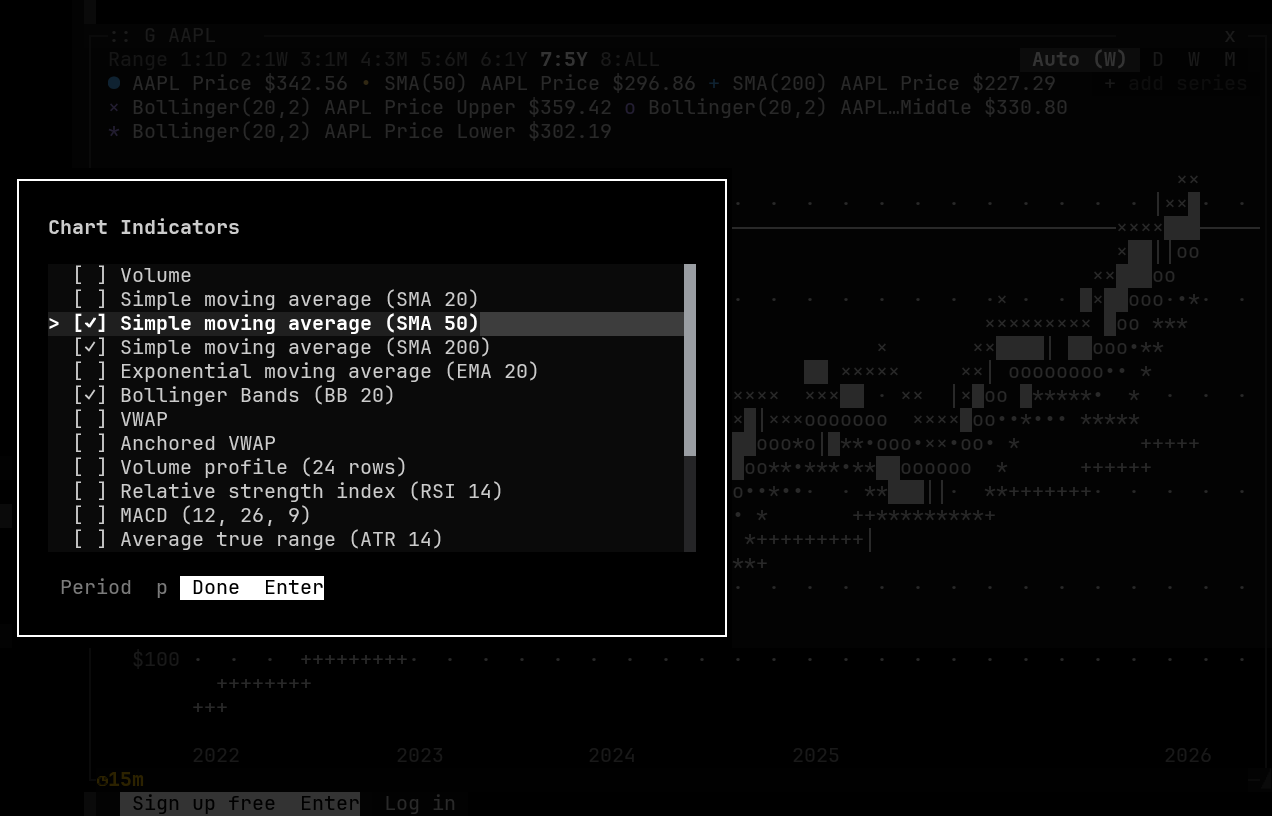 :: G AAPL x
Range 1:1D 2:1W 3:1M 4:3M 5:6M 6:1Y 7:5Y 8:ALL Auto (W) D W M
● AAPL Price $342.56 • SMA(50) AAPL Price $296.86 + SMA(200) AAPL Price $227.29 + add series
× Bollinger(20,2) AAPL Price Upper $359.42 o Bollinger(20,2) AAPL…Middle $330.80
* Bollinger(20,2) AAPL Price Lower $302.19
Chart Indicators
[ ] Volume
[ ] Simple moving average (SMA 20)
> [✓] Simple moving average (SMA 50)
[✓] Simple moving average (SMA 200)
[ ] Exponential moving average (EMA 20)
[✓] Bollinger Bands (BB 20)
[ ] VWAP
[ ] Anchored VWAP
[ ] Volume profile (24 rows)
[ ] Relative strength index (RSI 14)
[ ] MACD (12, 26, 9)
[ ] Average true range (ATR 14)
Period p Done Enter
$100
2022 2023 2024 2025 2026
15m
Sign up free Enter Log in